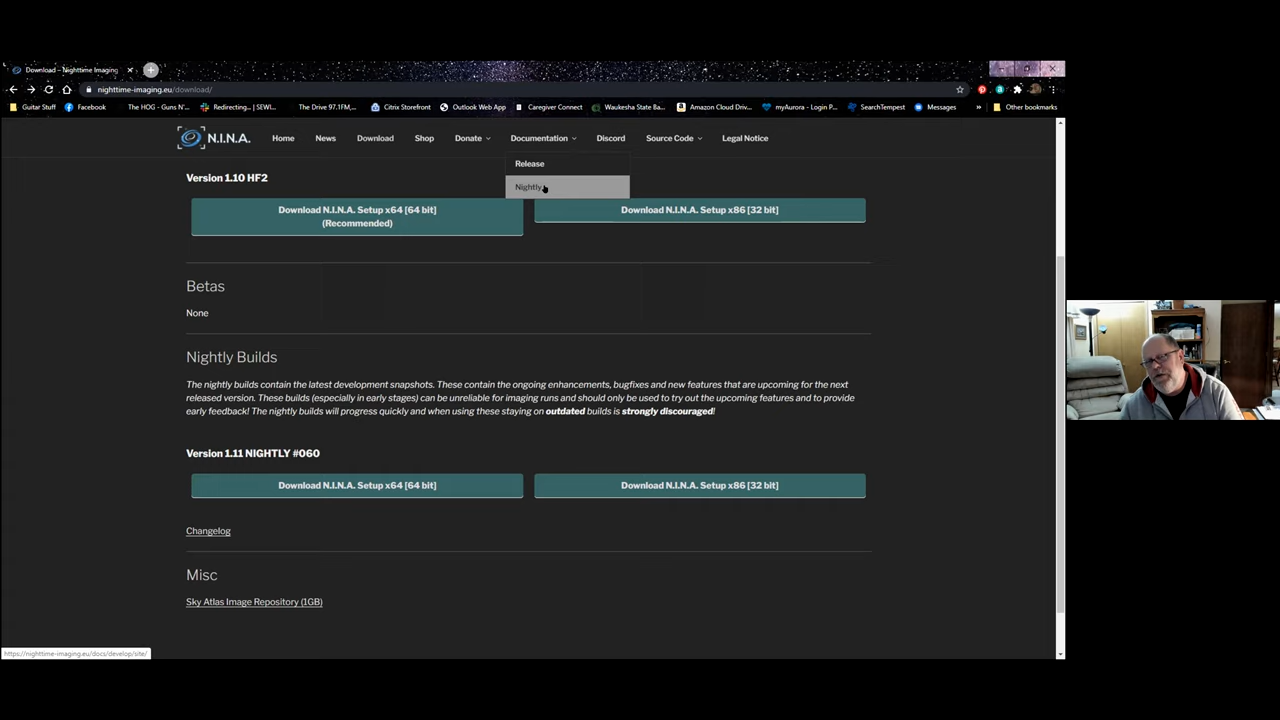 Download – Nighttime Imaging
nighttime-imaging.eu/download/
Guitar Stuff Facebook The HOG - Guns N'... Redirecting... | SEWI... The Drive 97.1FM,... Citrix Storefront Outlook Web App Caregiver Connect Waukesha State Ba... Amazon Cloud Driv... myAurora - Login P... SearchTempest Messages Other bookmarks
N.I.N.A. Home News Download Shop Donate Documentation Discord Source Code Legal Notice
Release
Nightly
Version 1.10 HF2
Download N.I.N.A. Setup x64 [64 bit]
(Recommended)
Download N.I.N.A. Setup x86 [32 bit]
Betas
None
Nightly Builds
The nightly builds contain the latest development snapshots. These contain the ongoing enhancements, bugfixes and new features that are upcoming for the next
released version. These builds (especially in early stages) can be unreliable for imaging runs and should only be used to try out the upcoming features and to provide
early feedback! The nightly builds will progress quickly and when using these staying on outdated builds is strongly discouraged!
Version 1.11 NIGHTLY #060
Download N.I.N.A. Setup x64 [64 bit] Download N.I.N.A. Setup x86 [32 bit]
Changelog
Misc
Sky Atlas Image Repository (1GB)
https://nighttime-imaging.eu/docs/develop/site/